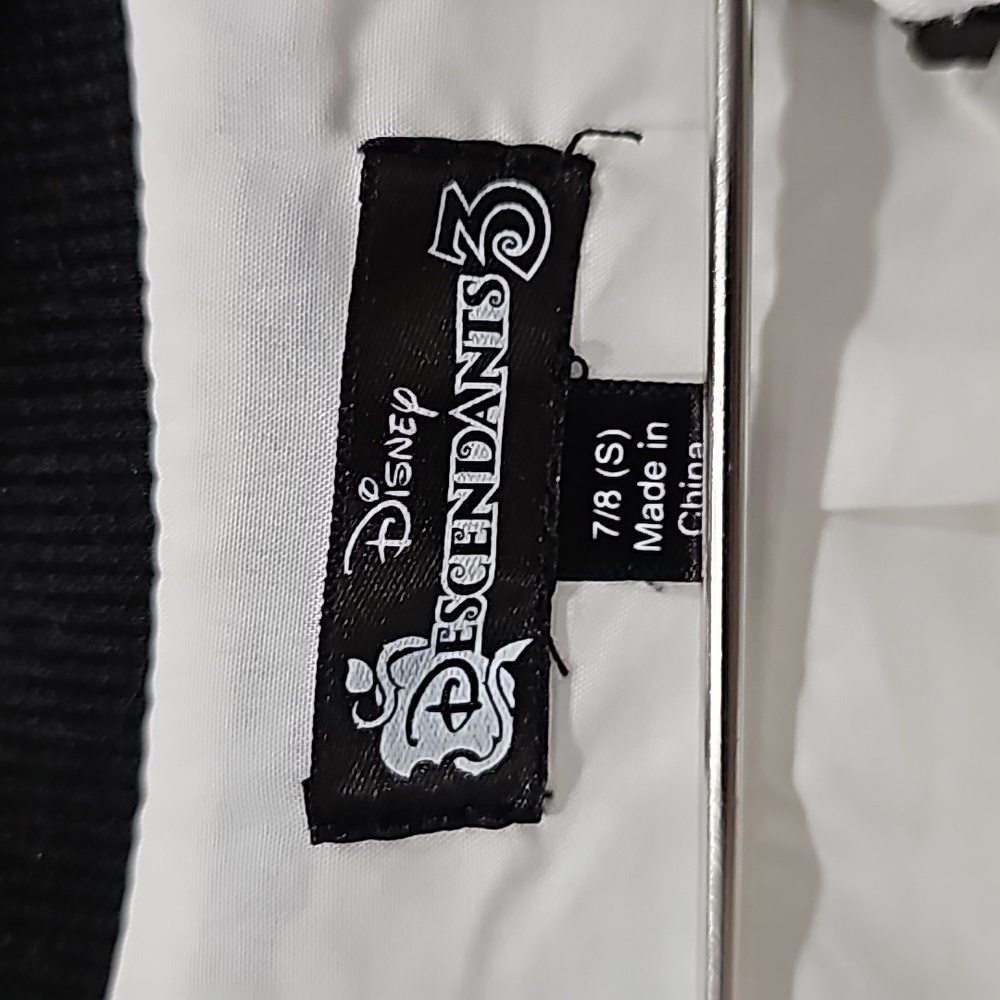 Disney
DESCENDANTS 3
7/8 (S)
Made in
China